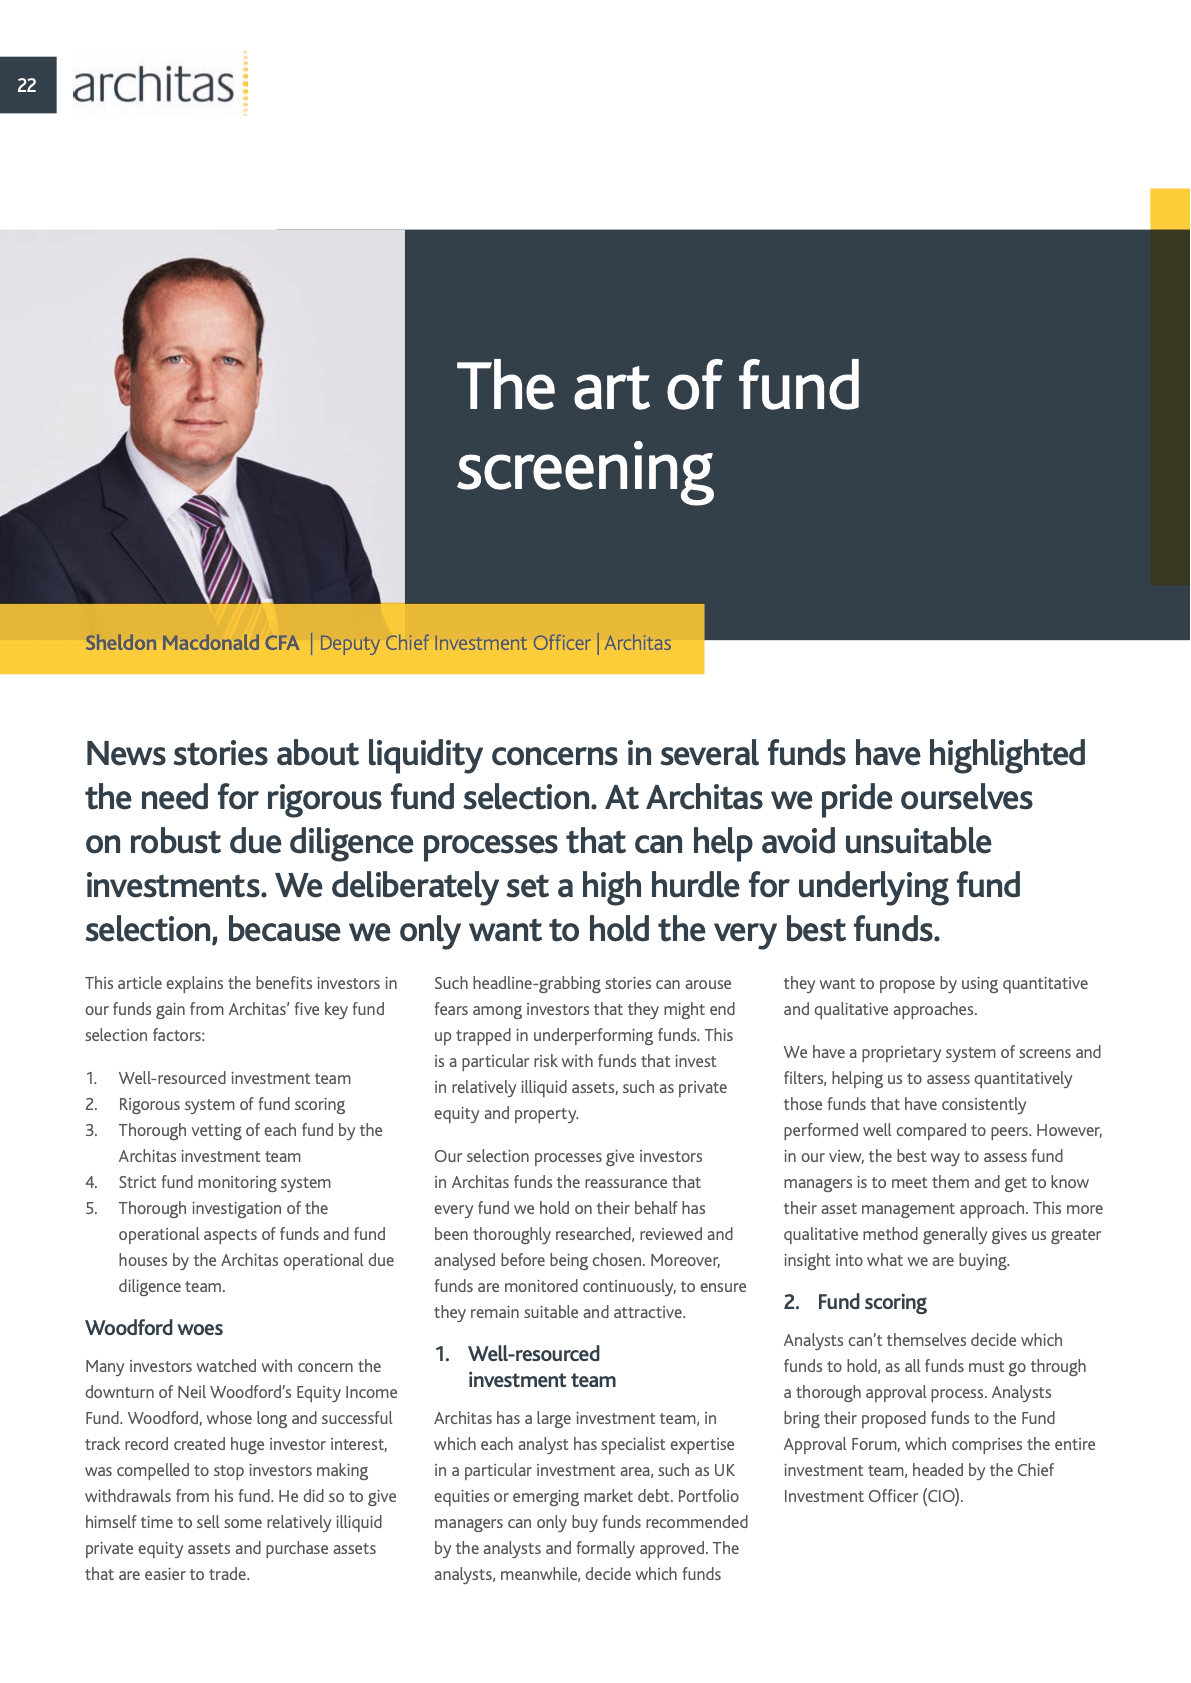 22
architas
The art of fund
screening
Sheldon Macdonald CFA | Deputy Chief Investment Officer | Architas
News stories about liquidity concerns in several funds have highlighted
the need for rigorous fund selection. At Architas we pride ourselves
on robust due diligence processes that can help avoid unsuitable
investments. We deliberately set a high hurdle for underlying fund
selection, because we only want to hold the very best funds.
This article explains the benefits investors in
our funds gain from Architas’ five key fund
selection factors:
1. Well-resourced investment team
2. Rigorous system of fund scoring
3. Thorough vetting of each fund by the
Architas investment team
4. Strict fund monitoring system
5. Thorough investigation of the
operational aspects of funds and fund
houses by the Architas operational due
diligence team.
Woodford woes
Many investors watched with concern the
downturn of Neil Woodford’s Equity Income
Fund. Woodford, whose long and successful
track record created huge investor interest,
was compelled to stop investors making
withdrawals from his fund. He did so to give
himself time to sell some relatively illiquid
private equity assets and purchase assets
that are easier to trade.
Such headline-grabbing stories can arouse
fears among investors that they might end
up trapped in underperforming funds. This
is a particular risk with funds that invest
in relatively illiquid assets, such as private
equity and property.
Our selection processes give investors
in Architas funds the reassurance that
every fund we hold on their behalf has
been thoroughly researched, reviewed and
analysed before being chosen. Moreover,
funds are monitored continuously, to ensure
they remain suitable and attractive.
1. Well-resourced
investment team
Architas has a large investment team, in
which each analyst has specialist expertise
in a particular investment area, such as UK
equities or emerging market debt. Portfolio
managers can only buy funds recommended
by the analysts and formally approved. The
analysts, meanwhile, decide which funds
they want to propose by using quantitative
and qualitative approaches.
We have a proprietary system of screens and
filters, helping us to assess quantitatively
those funds that have consistently
performed well compared to peers. However,
in our view, the best way to assess fund
managers is to meet them and get to know
their asset management approach. This more
qualitative method generally gives us greater
insight into what we are buying.
2. Fund scoring
Analysts can’t themselves decide which
funds to hold, as all funds must go through
a thorough approval process. Analysts
bring their proposed funds to the Fund
Approval Forum, which comprises the entire
investment team, headed by the Chief
Investment Officer (CIO).